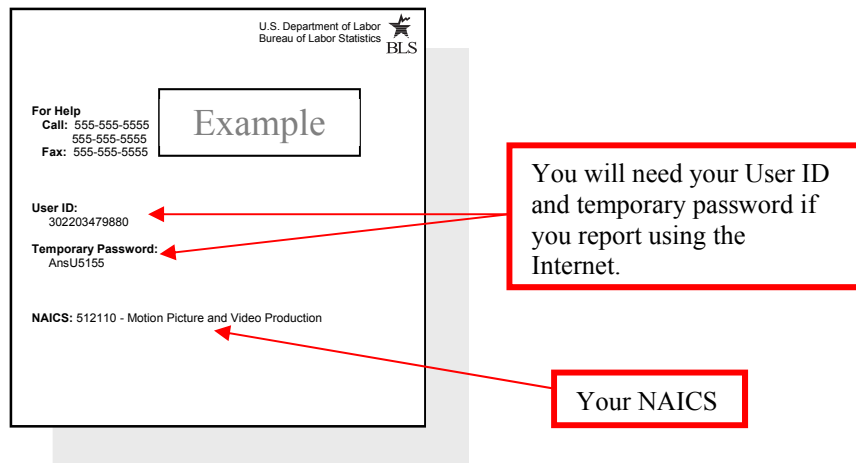 U.S. Department of Labor
Bureau of Labor Statistics
BLS
For Help
Call: 555-555-5555
555-555-5555
Fax: 555-555-5555
Example
User ID:
302203479880
Temporary Password:
AnsU5155
NAICS: 512110 - Motion Picture and Video Production
You will need your User ID
and temporary password if
you report using the
Internet.
Your NAICS